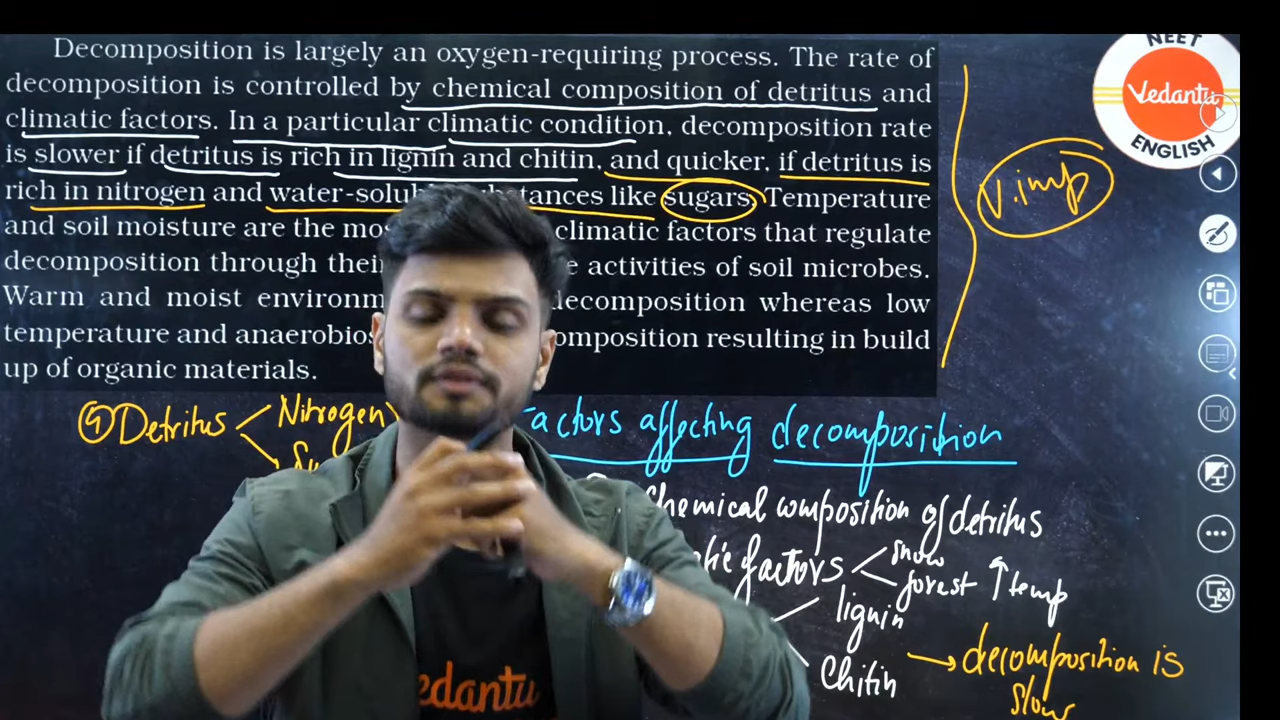 Decomposition is largely an oxygen-requiring process. The rate of
decomposition is controlled by chemical composition of detritus and
climatic factors. In a particular climatic condition, decomposition rate
is slower if detritus is rich in lignin and chitin, and quicker, if detritus is
rich in nitrogen and water-solub tances like sugars. Temperature
and soil moisture are the mos climatic factors that regulate
decomposition through their e activities of soil microbes.
Warm and moist environm decomposition whereas low
temperature and anaerobios omposition resulting in build
up of organic materials.
NEET
Vedantu
ENGLISH
V.imp
④ Detritus Nitrogen
actors affecting decomposition
Chemical composition of detritus
factors snow
forest ↑temp
lignin
Chitin → decomposition is
slow
edantu